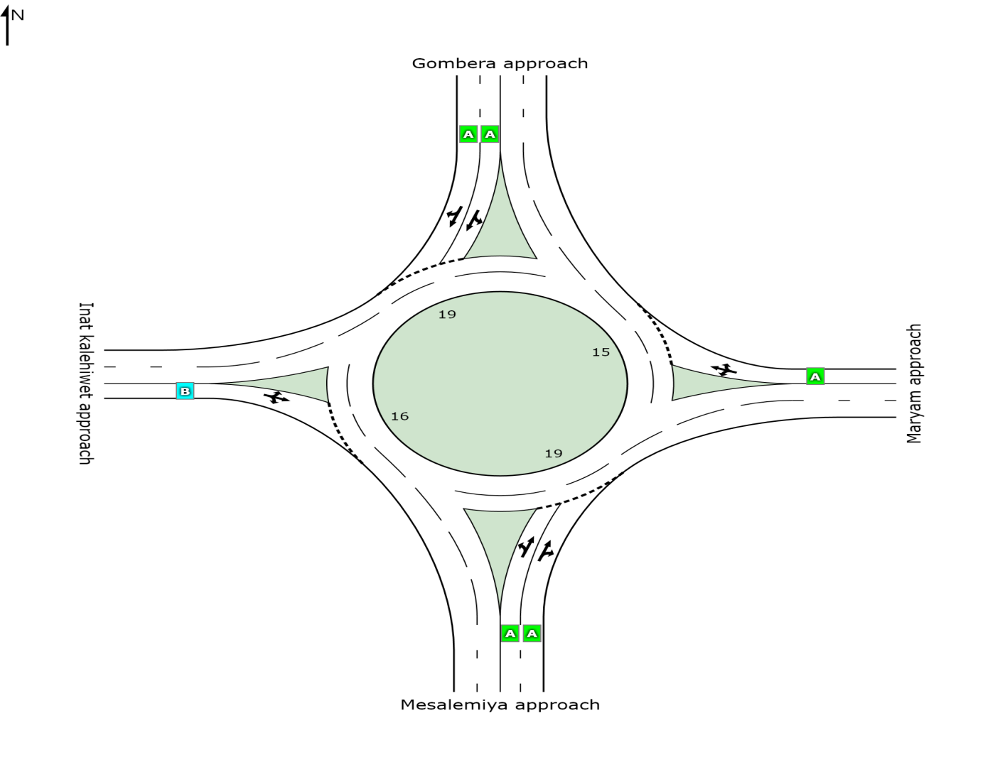 N
Gombera approach
A A
19
15
Inat kalehiwet approach
Maryam approach
A
B
16
19
A A
Mesalemiya approach